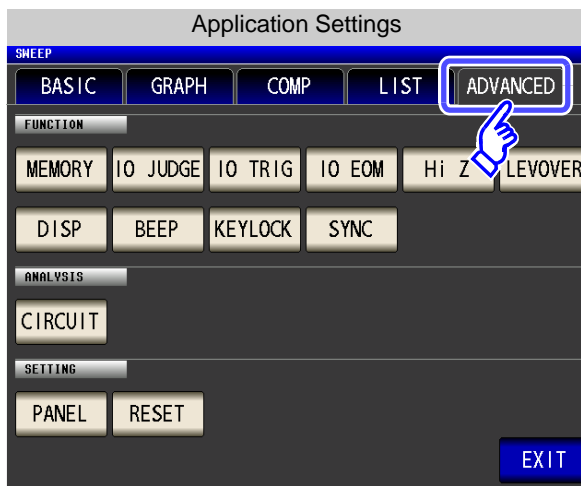 Application Settings
SWEEP
BASIC GRAPH COMP LIST ADVANCED
FUNCTION
MEMORY IO JUDGE IO TRIG IO EOM Hi Z LEVOVER
DISP BEEP KEYLOCK SYNC
ANALYSIS
CIRCUIT
SETTING
PANEL RESET
EXIT